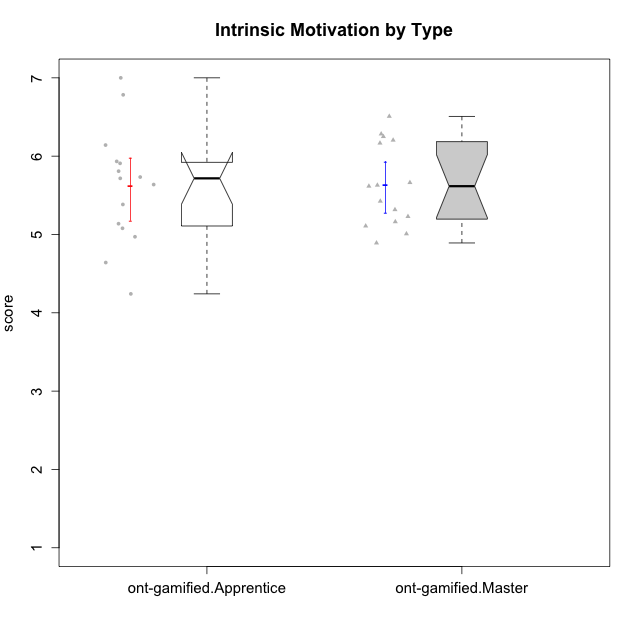 Intrinsic Motivation by Type
score
7
6
5
4
3
2
1
ont-gamified.Apprentice
ont-gamified.Master